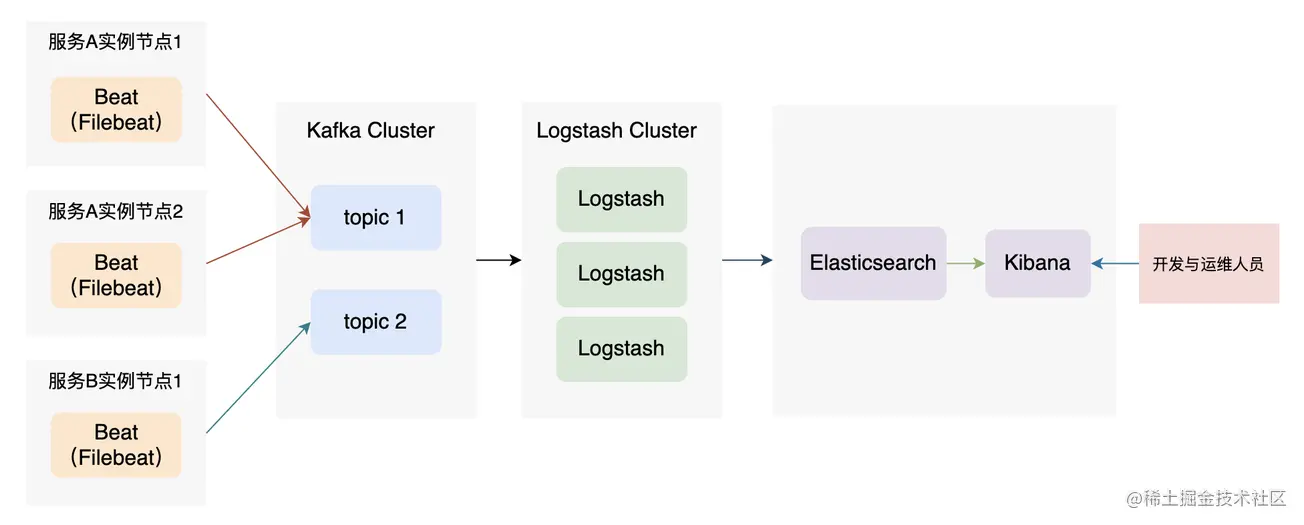 服务A实例节点1
Beat
（Filebeat）
服务A实例节点2
Beat
（Filebeat）
服务B实例节点1
Beat
（Filebeat）
Kafka Cluster
topic 1
topic 2
Logstash Cluster
Logstash
Logstash
Logstash
Elasticsearch
Kibana
开发与运维人员
@稀土掘金技术社区